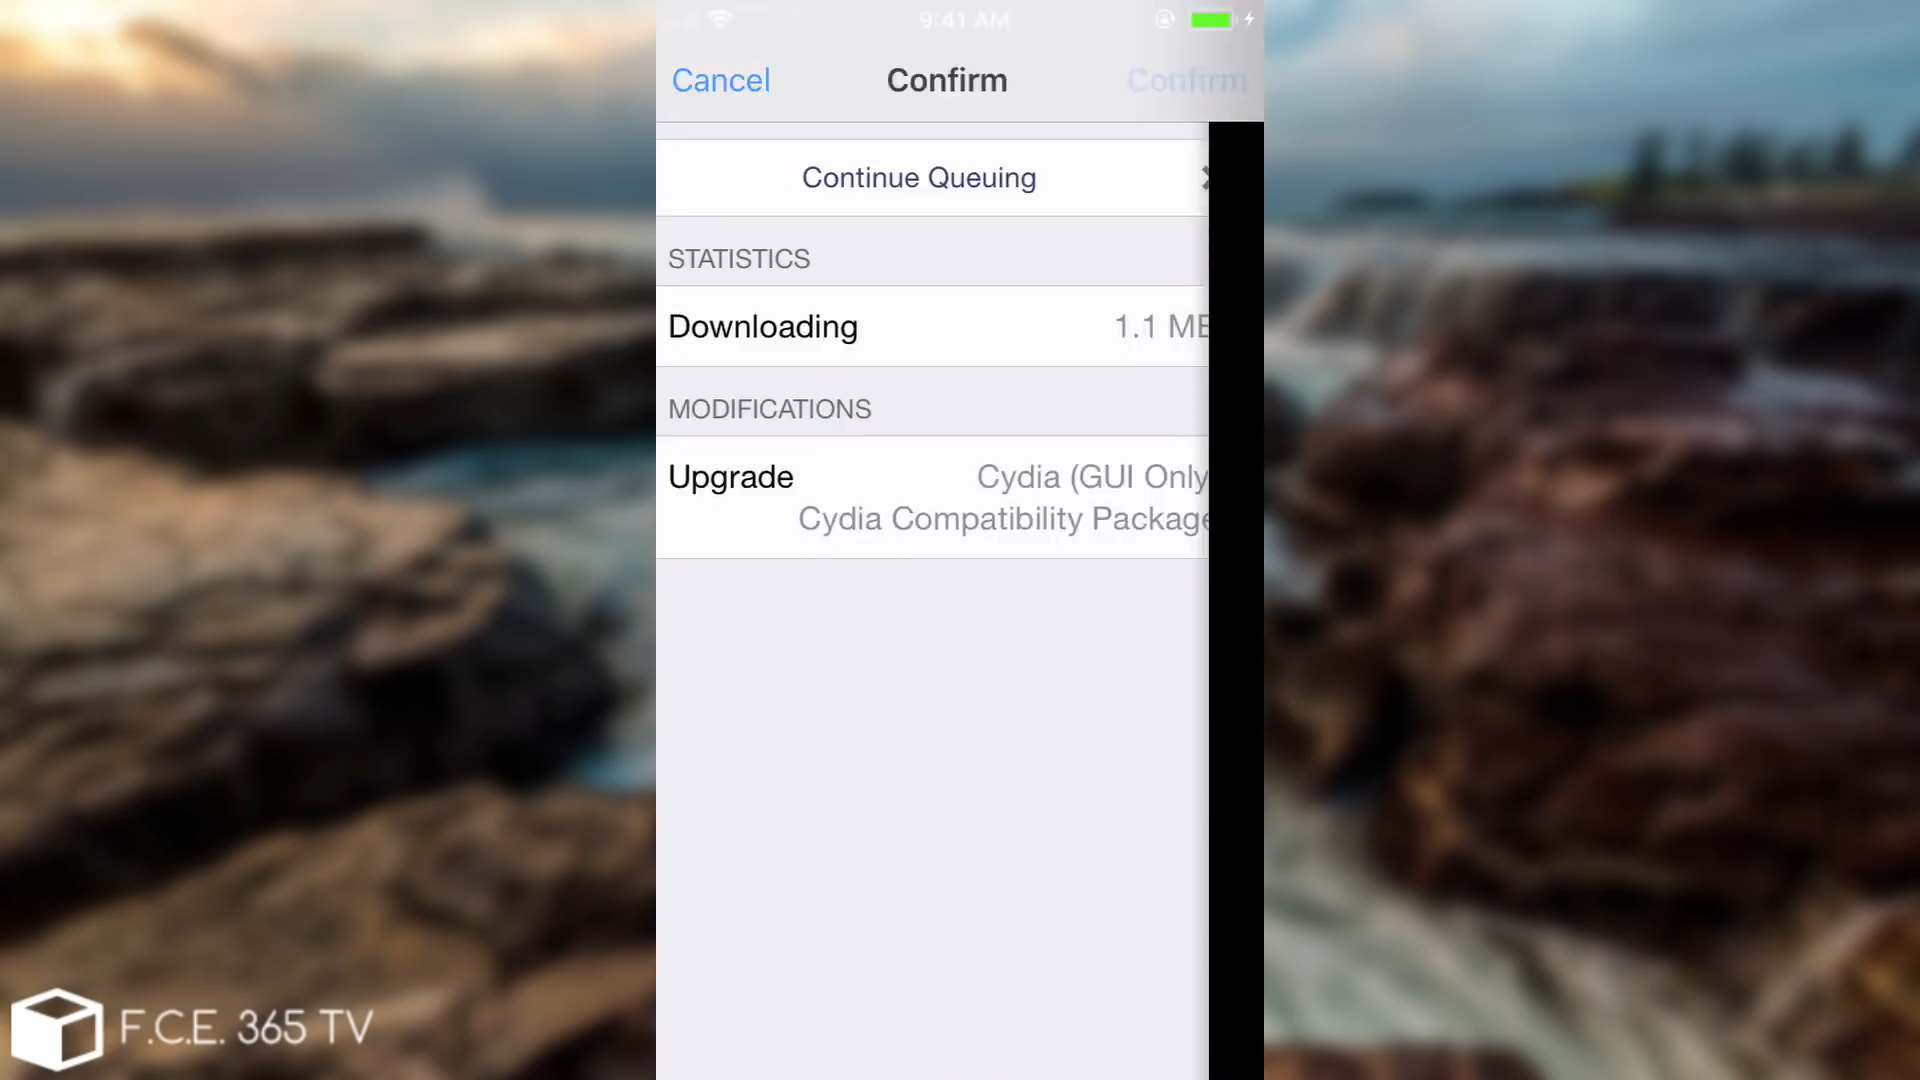 9:41 AM
Cancel
Confirm
Confirm
Continue Queuing
STATISTICS
Downloading
1.1 MB
MODIFICATIONS
Upgrade
Cydia (GUI Only
Cydia Compatibility Package
F.C.E. 365 TV